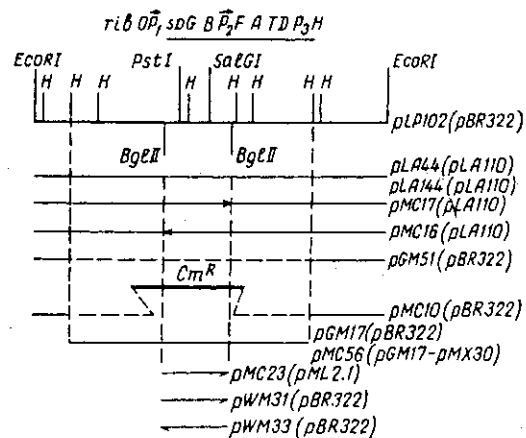 rib OP1 sDG B P2F A TD P3H
EcoRI PstI SalGI EcoRI
H H H H H H H H
pLP102(pBR322)
BglII BglII
pLA44(pLA110)
pLA144(pLA110)
pMC17(pLA110)
pMC16(pLA110)
pGM51(pBR322)
CmR
pMC10(pBR322)
pGM17(pBR322)
pMC56(pGM17-pMX30)
pMC23(pML2.1)
pWM31(pBR322)
pWM33(pBR322)